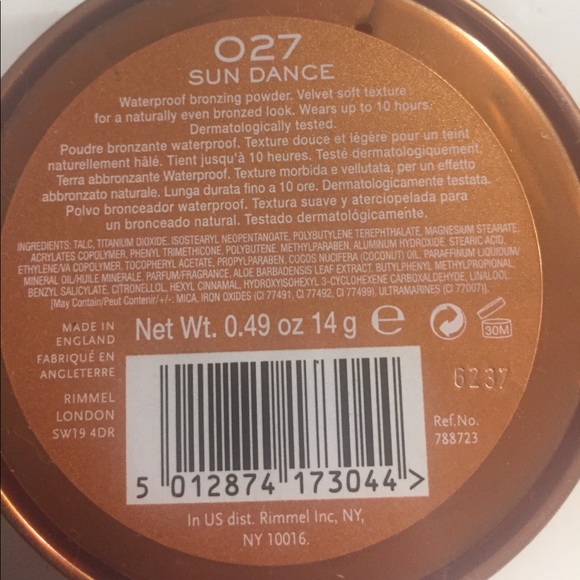 027
SUN DANCE
Waterproof bronzing powder. Velvet soft texture
for a naturally even bronzed look. Wears up to 10 hours.
Dermatologically tested.
Poudre bronzante waterproof. Texture douce et légère pour un teint
naturellement hâlé. Tient jusqu'à 10 heures. Testé dermatologiquement.
Terra abbronzante Waterproof. Texture morbida e vellutata, per un effetto
abbronzato naturale. Lunga durata fino a 10 ore. Dermatologicamente testata.
Polvo bronceador waterproof. Textura suave y aterciopelada para
un bronceado natural. Testado dermatológicamente.
INGREDIENTS: TALC, TITANIUM DIOXIDE, ISOSTEARYL NEOPENTANOATE, POLYBUTYLENE TEREPHTHALATE, MAGNESIUM STEARATE,
ACRYLATES COPOLYMER, PHENYL TRIMETHICONE, POLYBUTENE, METHYLPARABEN, ALUMINUM HYDROXIDE, STEARIC ACID,
ETHYLENE/VA COPOLYMER, TOCOPHERYL ACETATE, PROPYLPARABEN, COCOS NUCIFERA (COCONUT) OIL, PARAFFINUM LIQUIDUM/
MINERAL OIL/HUILE MINERALE, PARFUM/FRAGRANCE, ALOE BARBADENSIS LEAF EXTRACT, BUTYLPHENYL METHYLPROPIONAL,
BENZYL SALICYLATE, CITRONELLOL, HEXYL CINNAMAL, HYDROXYISOHEXYL 3-CYCLOHEXENE CARBOXALDEHYDE, LINALOOL.
[May Contain/Peut Contenir/+/-: MICA, IRON OXIDES (CI 77491, CI 77492, CI 77499), ULTRAMARINES (CI 77007)].
MADE IN
ENGLAND
FABRIQUÉ EN
ANGLETERRE
RIMMEL
LONDON
SW19 4DR
Net Wt. 0.49 oz 14 g e
30M
6237
Ref.No.
788723
5 012874 173044 >
In US dist. Rimmel Inc, NY,
NY 10016.